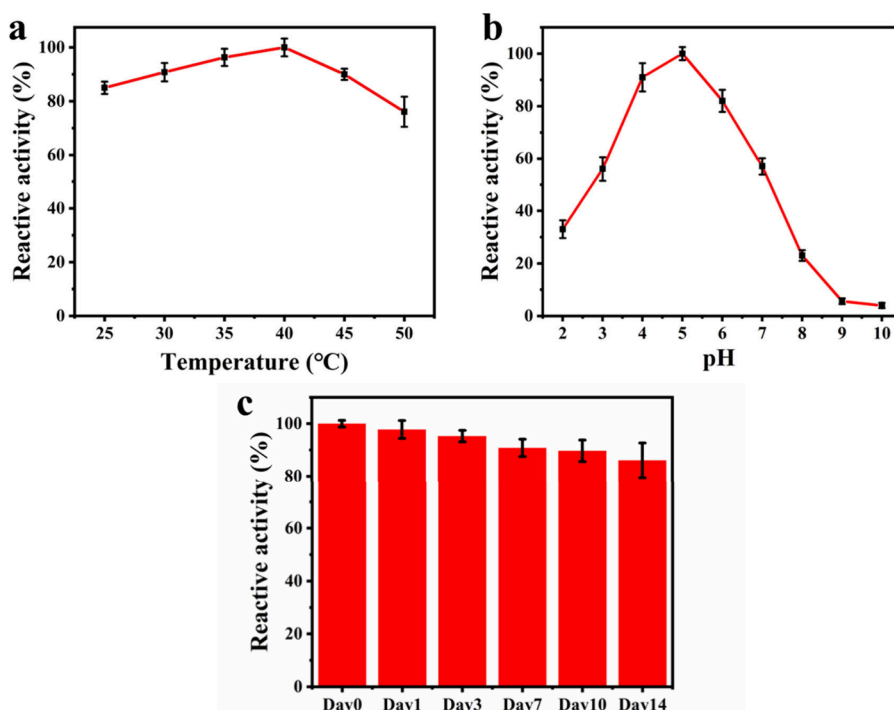 a
Reactive activity (%)
100
80
60
40
20
0
25 30 35 40 45 50
Temperature (℃)
b
Reactive activity (%)
100
80
60
40
20
0
2 3 4 5 6 7 8 9 10
pH
c
Reactive activity (%)
100
80
60
40
20
0
Day0 Day1 Day3 Day7 Day10 Day14